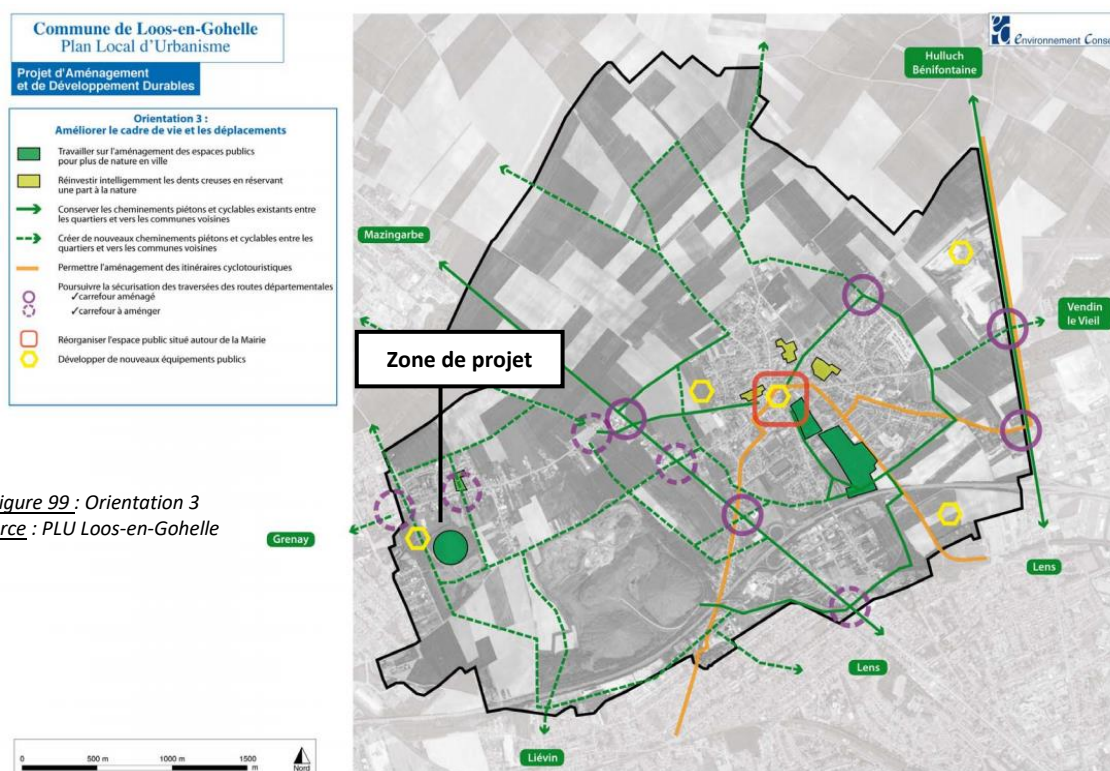 Commune de Loos-en-Gohelle
Plan Local d'Urbanisme
Projet d'Aménagement
et de Développement Durables
Orientation 3 :
Améliorer le cadre de vie et les déplacements
Travailler sur l'aménagement des espaces publics
pour plus de nature en ville
Réinvestir intelligemment les dents creuses en réservant
une part à la nature
Conserver les cheminements piétons et cyclables existants entre
les quartiers et vers les communes voisines
Créer de nouveaux cheminements piétons et cyclables entre les
quartiers et vers les communes voisines
Permettre l'aménagement des itinéraires cyclotouristiques
Poursuivre la sécurisation des traversées des routes départementales
✓carrefour aménagé
✓carrefour à aménger
Réorganiser l'espace public situé autour de la Mairie
Développer de nouveaux équipements publics
igure 99 : Orientation 3
rce : PLU Loos-en-Gohelle
0 500 m 1000 m 1500
m
Nord
Environnement Conse
Hulluch
Bénifontaine
Mazingarbe
Vendin
le Vieil
Zone de projet
Grenay
Lens
Lens
Liévin